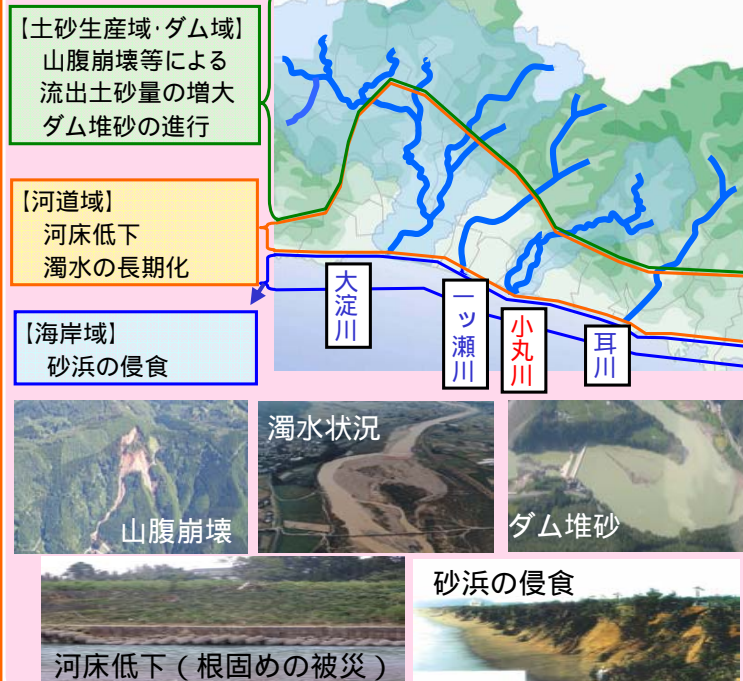 【土砂生産域・ダム域】
山腹崩壊等による
流出土砂量の増大
ダム堆砂の進行
【河道域】
河床低下
濁水の長期化
【海岸域】
砂浜の侵食
大淀川
一ッ瀬川
小丸川
耳川
山腹崩壊
濁水状況
ダム堆砂
河床低下(根固めの被災)
砂浜の侵食